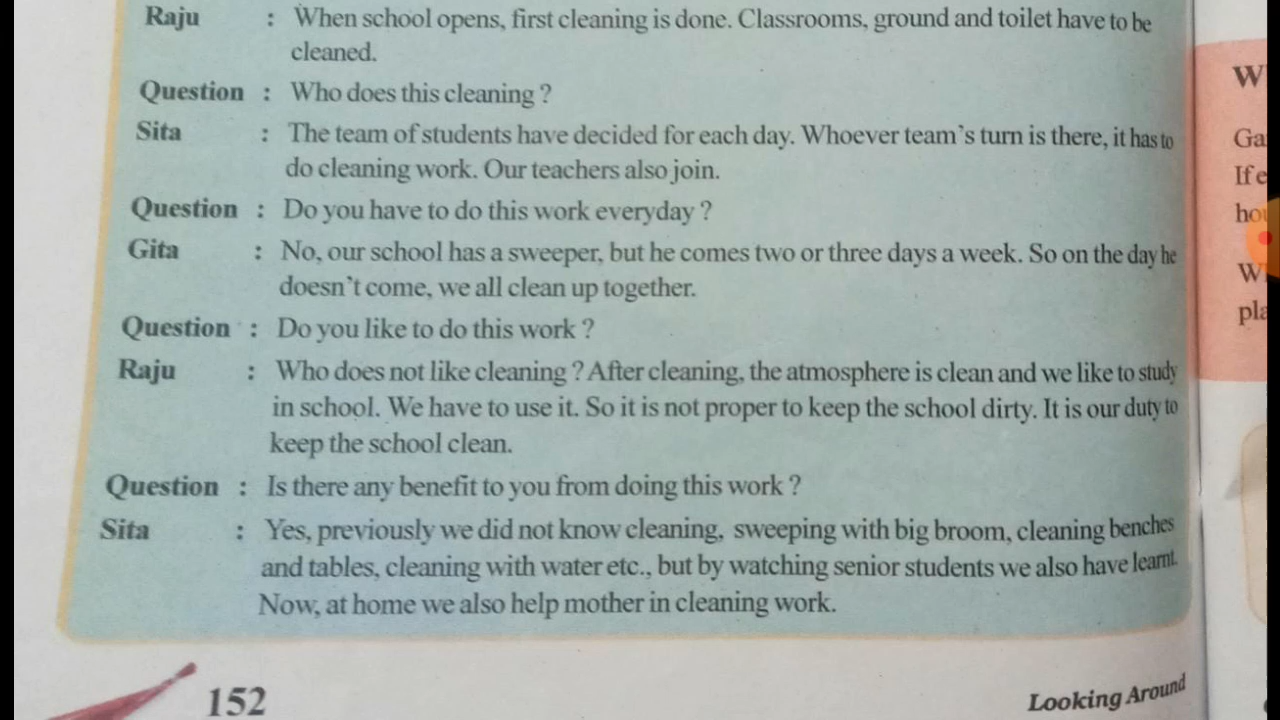 Raju : When school opens, first cleaning is done. Classrooms, ground and toilet have to be
cleaned.
Question : Who does this cleaning ?
Sita : The team of students have decided for each day. Whoever team's turn is there, it has to
do cleaning work. Our teachers also join.
Question : Do you have to do this work everyday ?
Gita : No, our school has a sweeper, but he comes two or three days a week. So on the day he
doesn't come, we all clean up together.
Question : Do you like to do this work ?
Raju : Who does not like cleaning ? After cleaning, the atmosphere is clean and we like to study
in school. We have to use it. So it is not proper to keep the school dirty. It is our duty to
keep the school clean.
Question : Is there any benefit to you from doing this work ?
Sita : Yes, previously we did not know cleaning, sweeping with big broom, cleaning benches
and tables, cleaning with water etc., but by watching senior students we also have learnt.
Now, at home we also help mother in cleaning work.
152
Looking Around
If